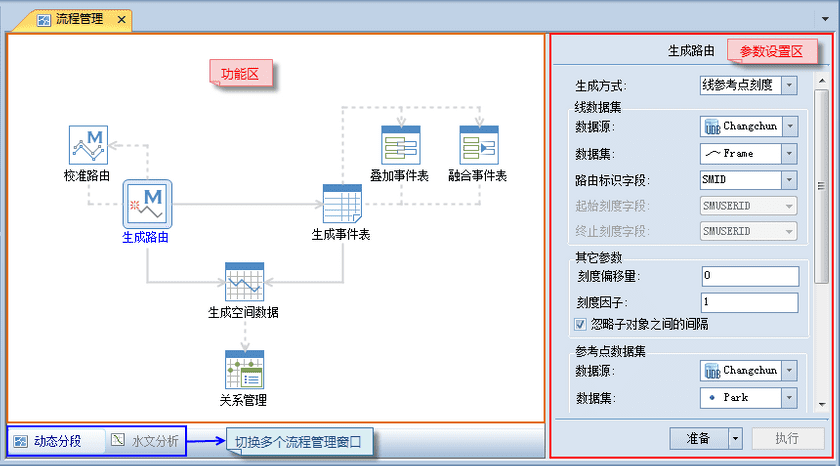 流程管理
功能区
校准路由
生成路由
叠加事件表
融合事件表
生成事件表
生成空间数据
关系管理
动态分段
水文分析
切换多个流程管理窗口
生成路由
参数设置区
生成方式: 线参考点刻度
线数据集
数据源: UDB Changchun
数据集: Frame
路由标识字段: SMID
起始刻度字段: SMUSERID
终止刻度字段: SMUSERID
其它参数
刻度偏移量: 0
刻度因子: 1
忽略子对象之间的间隔
参考点数据集
数据源: UDB Changchun
数据集: Park
准备
执行